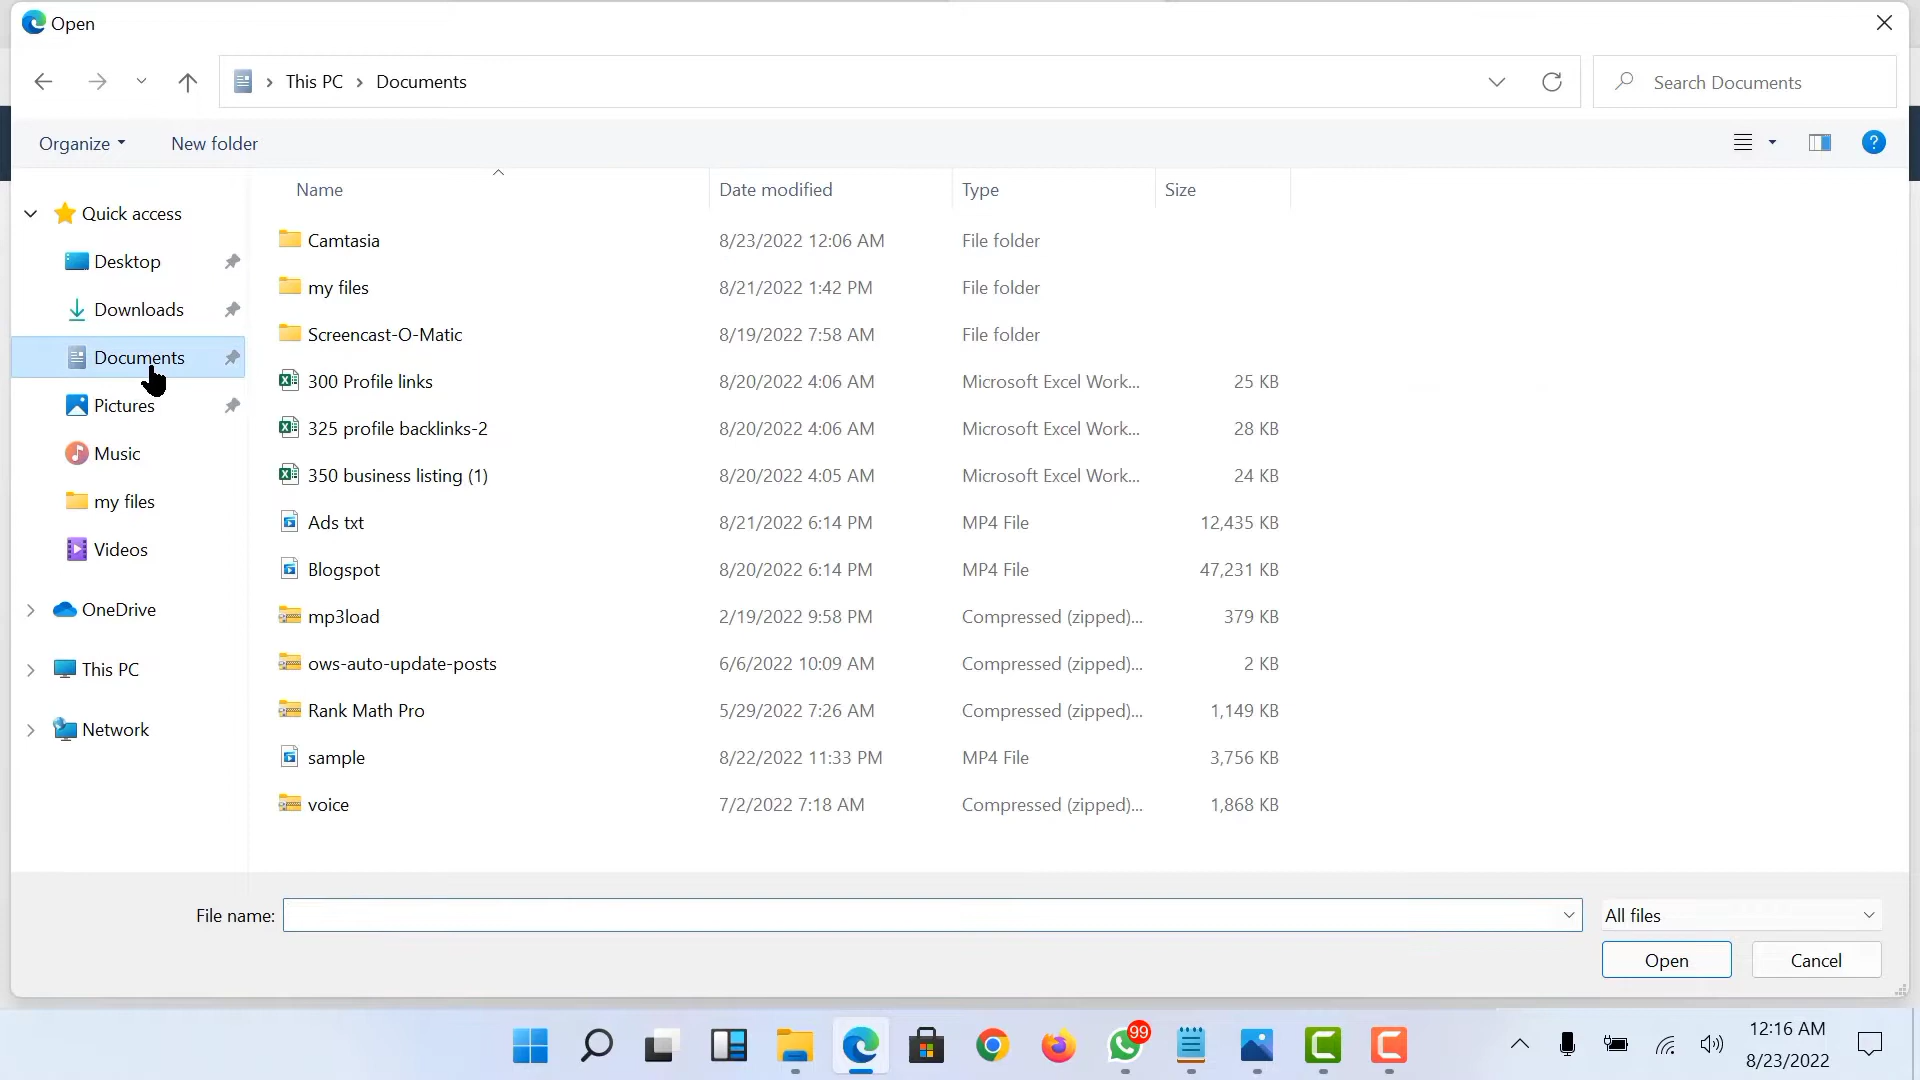 Open
This PC > Documents
Search Documents
Organize
New folder
?
Name Date modified Type Size
Quick access
Desktop
Downloads
Documents
Pictures
Music
my files
Videos
OneDrive
This PC
Network
Camtasia 8/23/2022 12:06 AM File folder
my files 8/21/2022 1:42 PM File folder
Screencast-O-Matic 8/19/2022 7:58 AM File folder
300 Profile links 8/20/2022 4:06 AM Microsoft Excel Work... 25 KB
325 profile backlinks-2 8/20/2022 4:06 AM Microsoft Excel Work... 28 KB
350 business listing (1) 8/20/2022 4:05 AM Microsoft Excel Work... 24 KB
Ads txt 8/21/2022 6:14 PM MP4 File 12,435 KB
Blogspot 8/20/2022 6:14 PM MP4 File 47,231 KB
mp3load 2/19/2022 9:58 PM Compressed (zipped)... 379 KB
ows-auto-update-posts 6/6/2022 10:09 AM Compressed (zipped)... 2 KB
Rank Math Pro 5/29/2022 7:26 AM Compressed (zipped)... 1,149 KB
sample 8/22/2022 11:33 PM MP4 File 3,756 KB
voice 7/2/2022 7:18 AM Compressed (zipped)... 1,868 KB
File name:
All files
Open Cancel
99
12:16 AM
8/23/2022